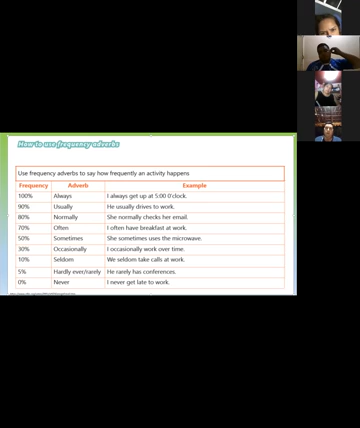 How to use frequency adverbs
Use frequency adverbs to say how frequently an activity happens
Frequency Adverb Example
100% Always I always get up at 5:00 O'clock.
90% Usually He usually drives to work.
80% Normally She normally checks her email.
70% Often I often have breakfast at work.
50% Sometimes She sometimes uses the microwave.
30% Occasionally I occasionally work over time.
10% Seldom We seldom take calls at work.
5% Hardly ever/rarely He rarely has conferences.
0% Never I never get late to work.